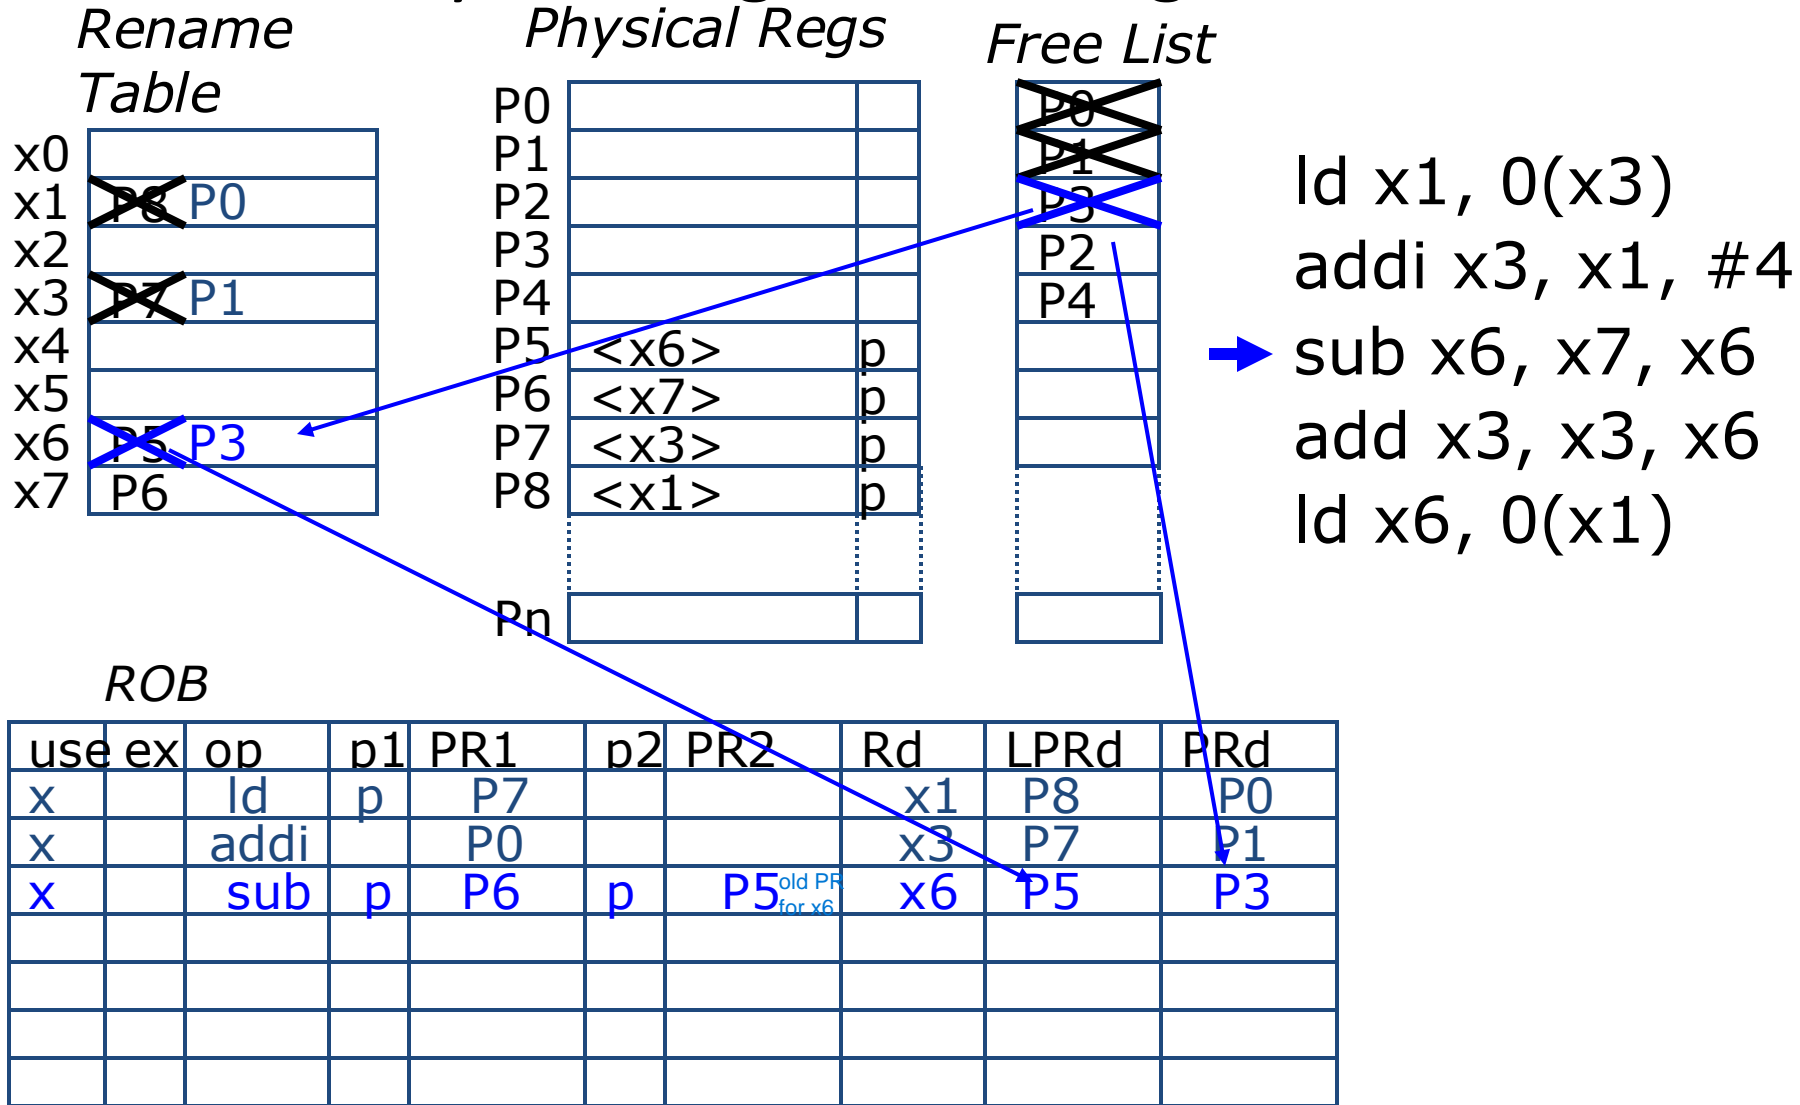 Rename
Table
Physical Regs
Free List
x0
x1 P8 P0
x2
x3 P7 P1
x4
x5
x6 P5 P3
x7 P6
P0
P1
P2
P3
P4
P5 <x6> p
P6 <x7> p
P7 <x3> p
P8 <x1> p
Pn
P0
P1
P3
P2
P4
ld x1, 0(x3)
addi x3, x1, #4
sub x6, x7, x6
add x3, x3, x6
ld x6, 0(x1)
ROB
use ex op p1 PR1 p2 PR2 Rd LPRd PRd
x ld p P7 x1 P8 P0
x addi P0 x3 P7 P1
x sub p P6 p P5 old PR for x6 x6 P5 P3